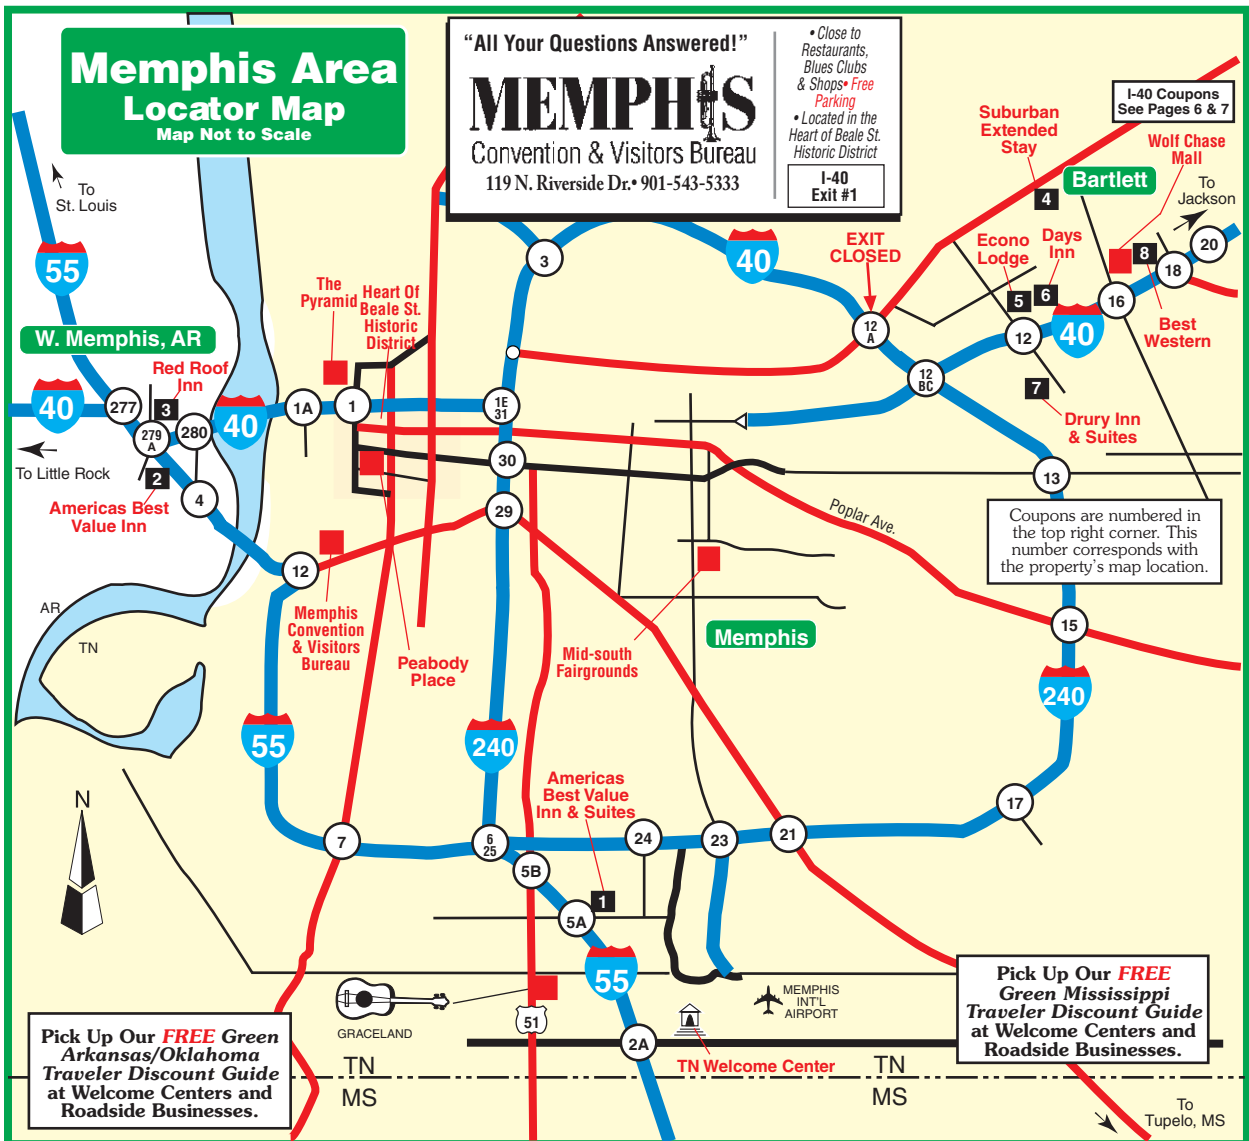 Memphis Area
Locator Map
Map Not to Scale
“All Your Questions Answered!”
MEMPHIS
Convention & Visitors Bureau
119 N. Riverside Dr.• 901-543-5333
• Close to
Restaurants,
Blues Clubs
& Shops• Free
Parking
• Located in the
Heart of Beale St.
Historic District
I-40
Exit #1
I-40 Coupons
See Pages 6 & 7
Suburban
Extended
Stay
4
Bartlett
Wolf Chase
Mall
To
Jackson
To
St. Louis
55
W. Memphis, AR
Red Roof
Inn
3
40
277
279
A
280
40
To Little Rock
2
Americas Best
Value Inn
4
The
Pyramid
Heart Of
Beale St.
Historic
District
1A
1
1E
31
3
40
EXIT
CLOSED
12
A
12
BC
Econo
Lodge
5
Days
Inn
6
12
40
16
8
18
20
Best
Western
7
Drury Inn
& Suites
30
29
13
Poplar Ave.
Coupons are numbered in
the top right corner. This
number corresponds with
the property's map location.
12
Memphis
Convention
& Visitors
Bureau
Peabody
Place
Mid-south
Fairgrounds
Memphis
15
240
AR
TN
55
240
N
Americas
Best Value
Inn & Suites
1
7
6
25
5B
5A
24
23
21
17
55
GRACELAND
51
2A
MEMPHIS
INT'L
AIRPORT
TN Welcome Center
TN
MS
TN
MS
Pick Up Our FREE Green
Arkansas/Oklahoma
Traveler Discount Guide
at Welcome Centers and
Roadside Businesses.
Pick Up Our FREE
Green Mississippi
Traveler Discount Guide
at Welcome Centers and
Roadside Businesses.
To
Tupelo, MS